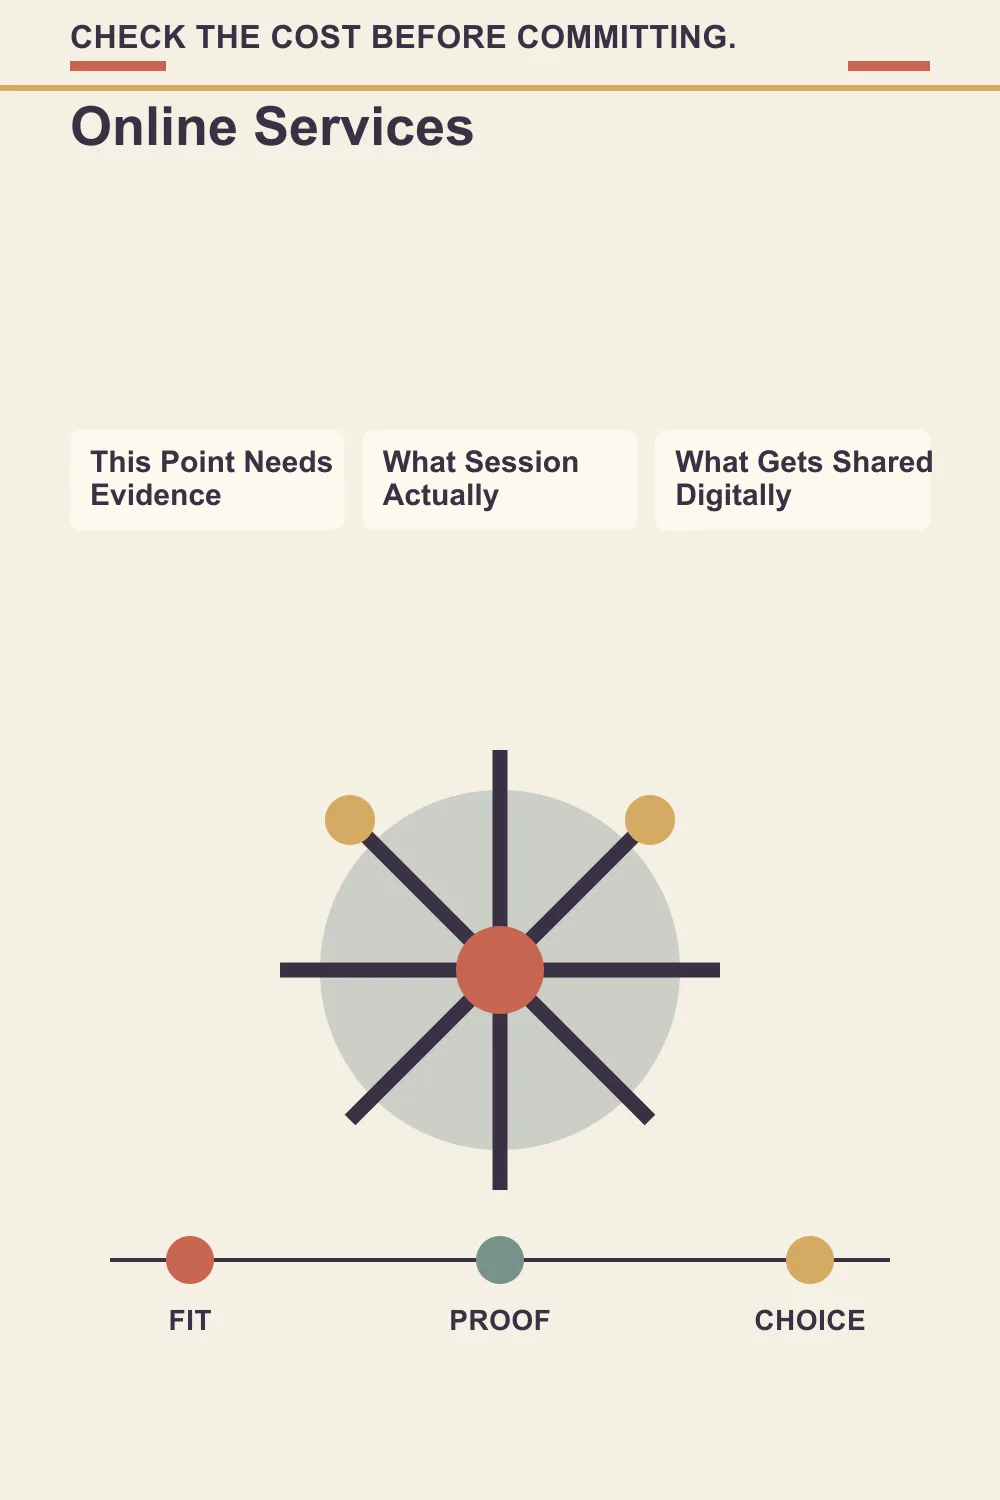 CHECK THE COST BEFORE COMMITTING.
Online Services
This Point Needs
Evidence
What Session
Actually
What Gets Shared
Digitally
FIT
PROOF
CHOICE